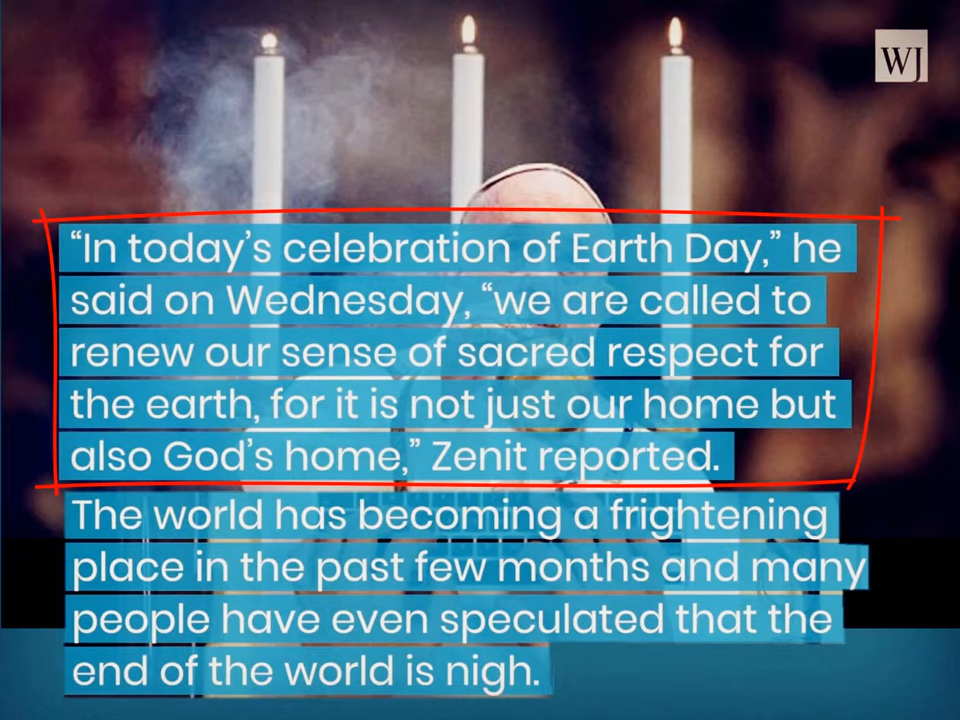 WJ
“In today’s celebration of Earth Day,” he
said on Wednesday, “we are called to
renew our sense of sacred respect for
the earth, for it is not just our home but
also God’s home,” Zenit reported.
The world has becoming a frightening
place in the past few months and many
people have even speculated that the
end of the world is nigh.